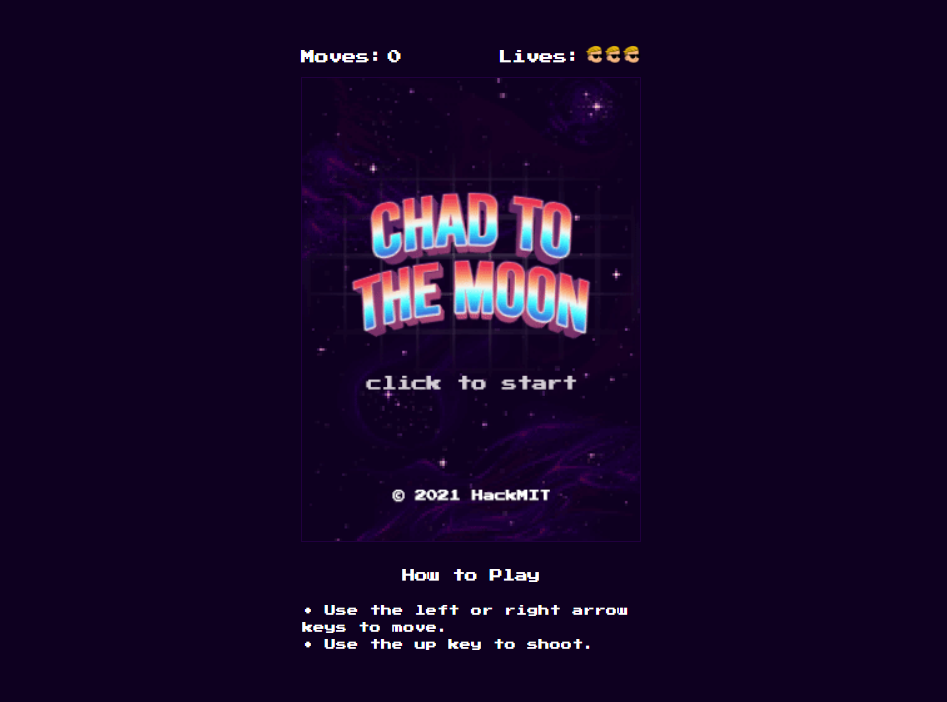 Moves: 0 Lives:
CHAD TO
THE MOON
click to start
© 2021 HackMIT
How to Play
• Use the left or right arrow
keys to move.
• Use the up key to shoot.